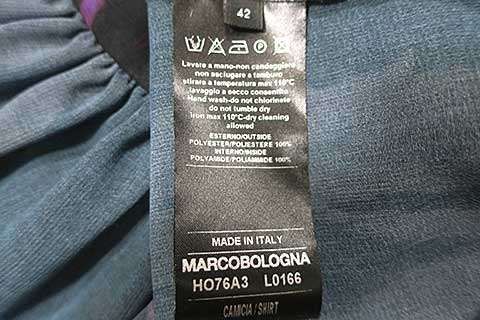 42
Lavare a mano-non candeggiare
non asciugare a tamburo
stirare a temperatura max 110°C
lavaggio a secco consentito
Hand wash-do not chlorinate
do not tumble dry
Iron max 110°C-dry cleaning
allowed
ESTERNO/OUTSIDE
POLYESTER/POLIESTERE 100%
INTERNO/INSIDE
POLYAMIDE/POLIAMMIDE 100%
MADE IN ITALY
MARCOBOLOGNA
HO76A3 L0166
CAMICIA / SHIRT